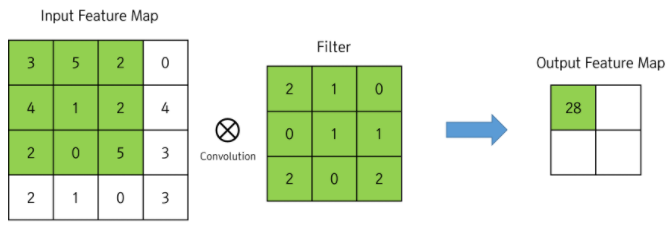 Input Feature Map
3 5 2 0
4 1 2 4
2 0 5 3
2 1 0 3
Convolution
Filter
2 1 0
0 1 1
2 0 2
Output Feature Map
28